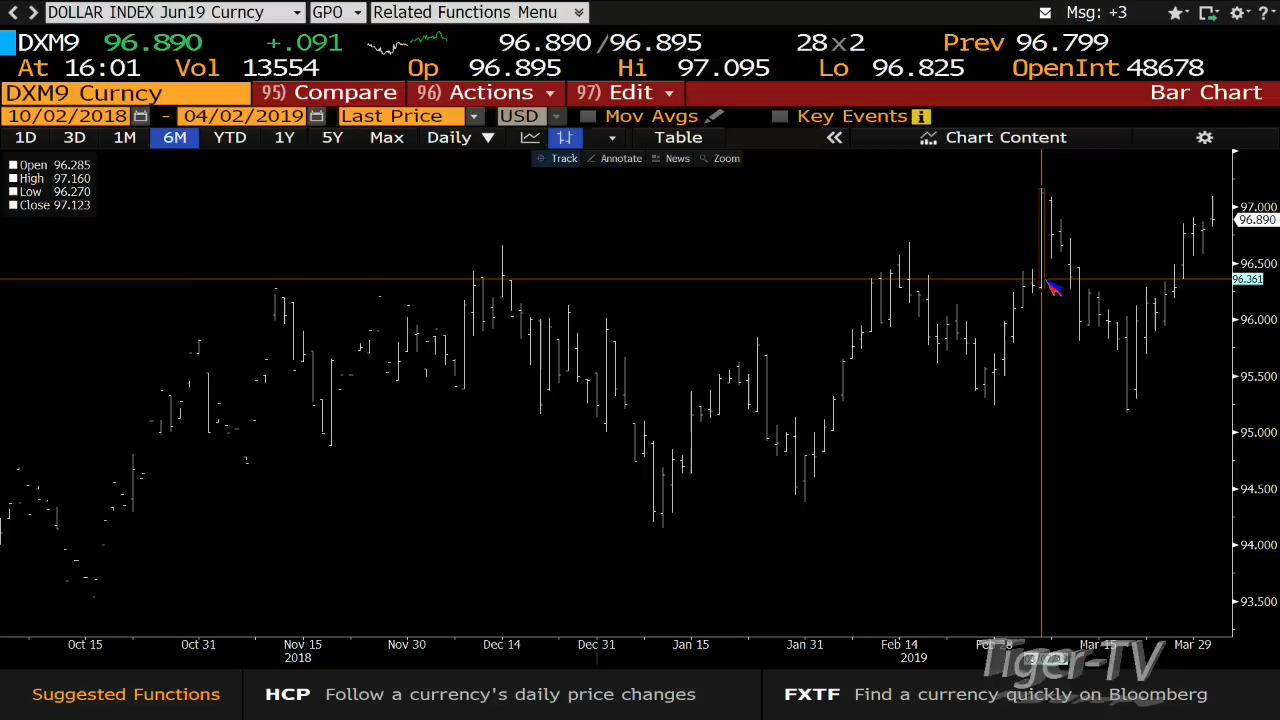 DOLLAR INDEX Jun19 Curncy GPO Related Functions Menu Msg: +3
DXM9 96.890 +.091 96.890/96.895 28x2 Prev 96.799
At 16:01 Vol 13554 Op 96.895 Hi 97.095 Lo 96.825 OpenInt 48678
DXM9 Curncy 95) Compare 96) Actions 97) Edit Bar Chart
10/02/2018 - 04/02/2019 Last Price USD Mov Avgs Key Events
1D 3D 1M 6M YTD 1Y 5Y Max Daily Table Chart Content
Track Annotate News Zoom
Open 96.285
High 97.160
Low 96.270
Close 97.123
97.000
96.890
96.500
96.361
96.000
95.500
95.000
94.500
94.000
93.500
Oct 15 Oct 31 Nov 15 Nov 30 Dec 14 Dec 31 Jan 15 Jan 31 Feb 14 Feb 28 Mar 15 Mar 29
2018 2019
Tiger-TV
Suggested Functions HCP Follow a currency's daily price changes FXTF Find a currency quickly on Bloomberg